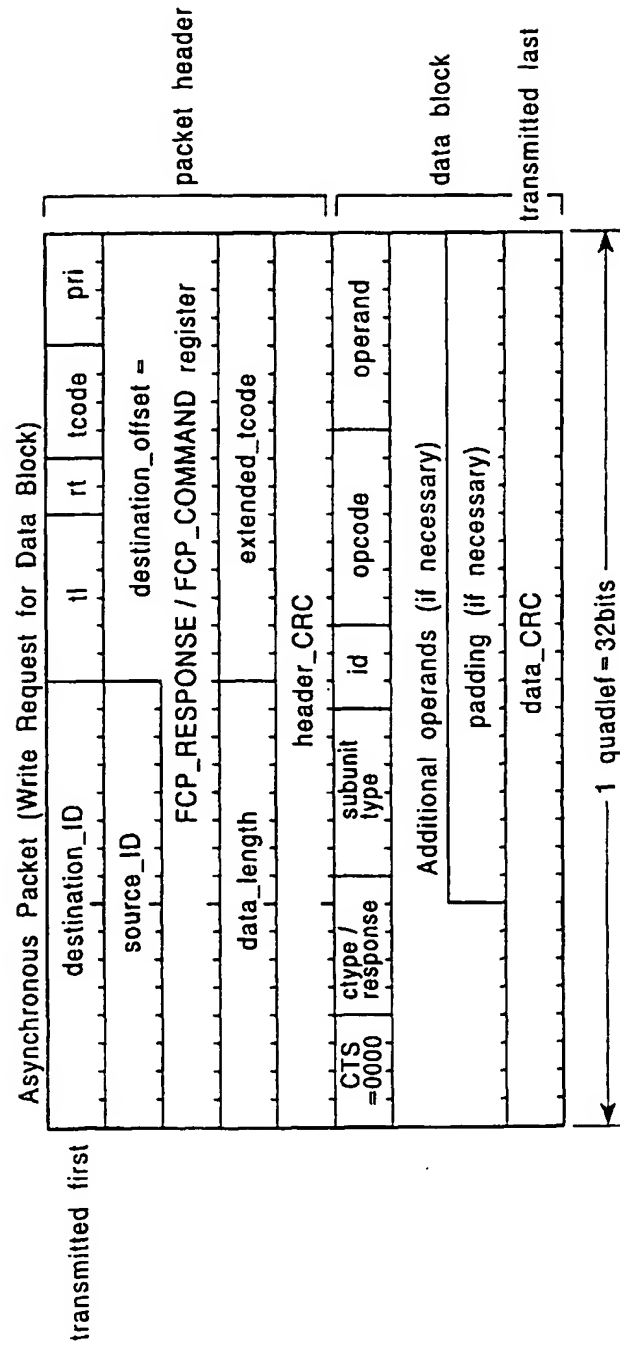 Asynchronous Packet (Write Request for Data Block)
transmitted first
destination_ID
tl
rt
tcode
pri
source_ID
destination_offset =
FCP_RESPONSE / FCP_COMMAND register
data_length
extended_tcode
header_CRC
packet header
CTS
=0000
ctype/
response
subunit
type
id
opcode
operand
Additional operands (if necessary)
padding (if necessary)
data_CRC
data block
transmitted last
1 quadlef = 32bits